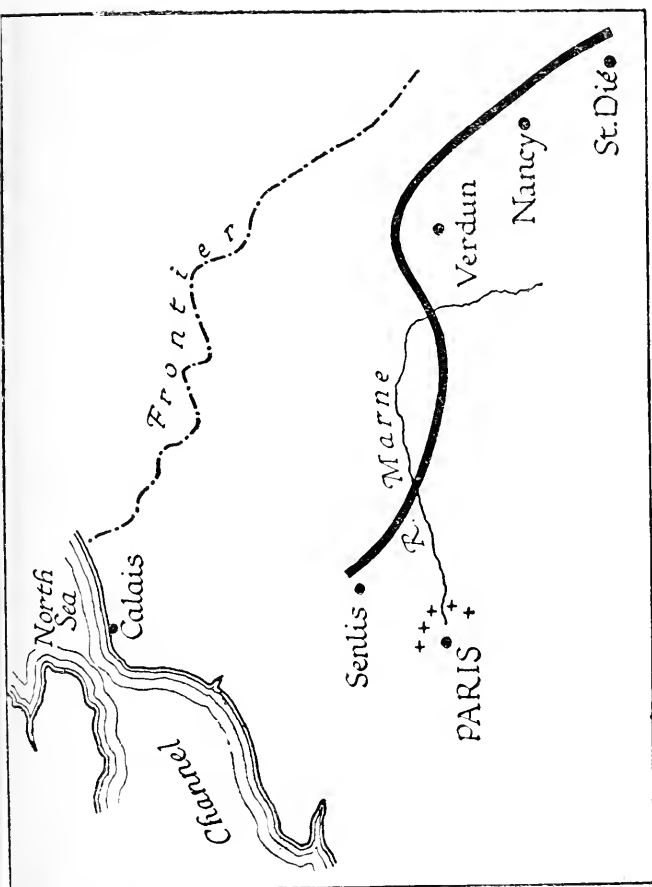 North
Sea
Calais
Channel
Frontier
Senlis
PARIS
R. Marne
Verdun
Nancy
St. Dié